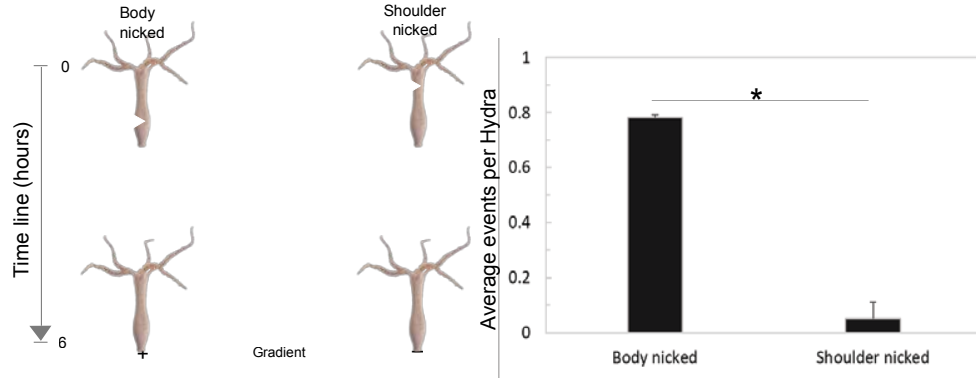 Body
nicked
Shoulder
nicked
0
Time line (hours)
6
+
Gradient
–
Average events per Hydra
1
0.8
0.6
0.4
0.2
0
*
Body nicked
Shoulder nicked